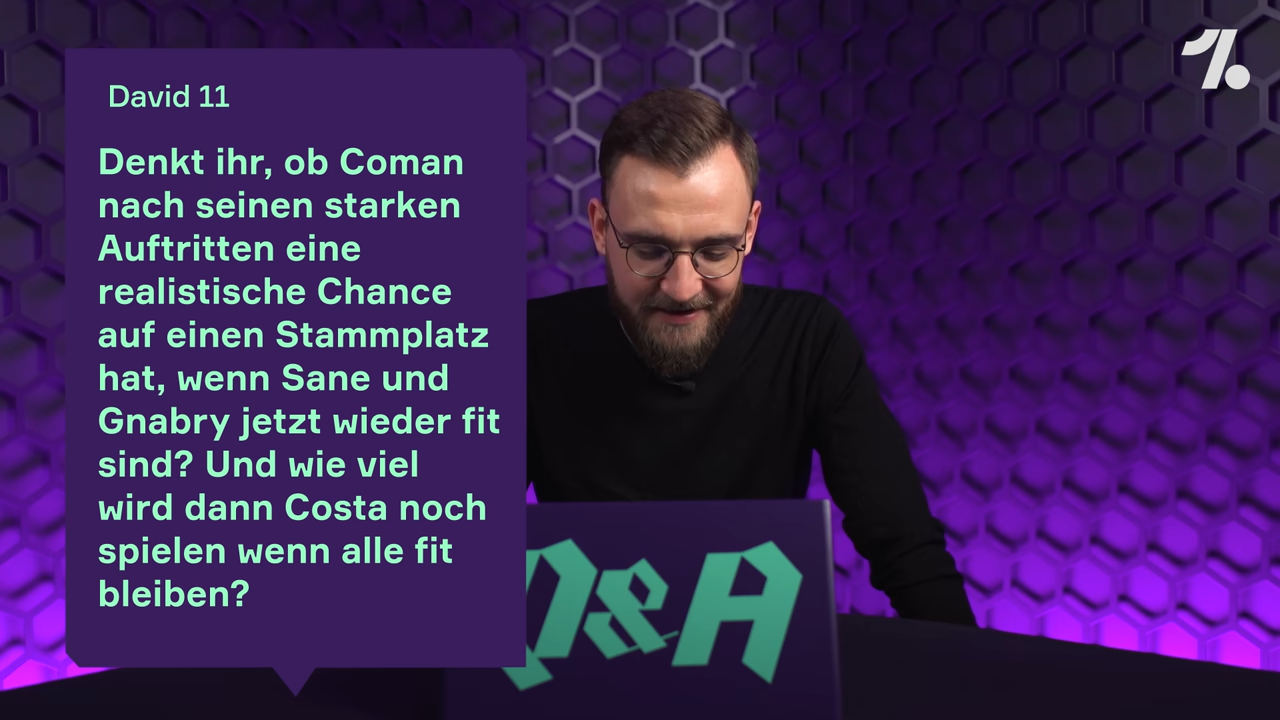 David 11
Denkt ihr, ob Coman
nach seinen starken
Auftritten eine
realistische Chance
auf einen Stammplatz
hat, wenn Sane und
Gnabry jetzt wieder fit
sind? Und wie viel
wird dann Costa noch
spielen wenn alle fit
bleiben?
Q&A